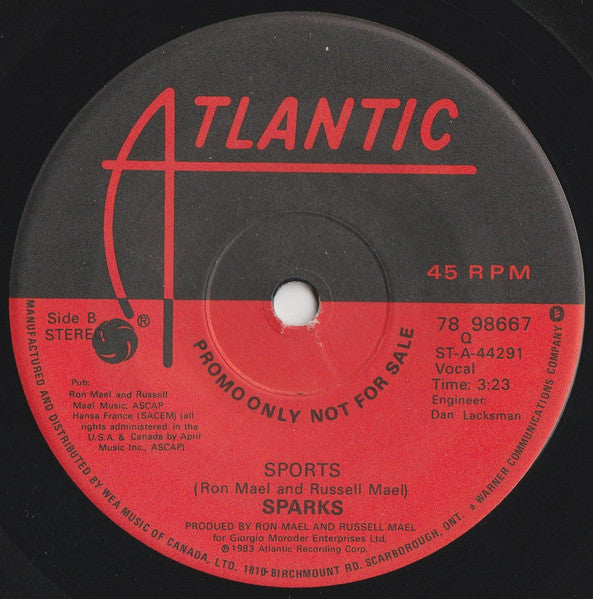 ATLANTIC
®
45 RPM
Side B
STEREO
78 98667
Q
ST-A-44291
Vocal
Time: 3:23
Engineer:
Dan Lacksman
Pub:
Ron Mael and Russell
Mael Music, ASCAP
Hansa France (SACEM) (all
rights administered in the
U.S.A. & Canada by April
Music Inc., ASCAP)
PROMO ONLY NOT FOR SALE
SPORTS
(Ron Mael and Russell Mael)
SPARKS
PRODUED BY RON MAEL AND RUSSELL MAEL
for Giorgio Moroder Enterprises Ltd.
℗ 1983 Atlantic Recording Corp.
MANUFACTURED AND DISTRIBUTED BY WEA MUSIC OF CANADA, LTD. 1810 BIRCHMOUNT RD. SCARBOROUGH, ONT. A WARNER COMMUNICATIONS COMPANY